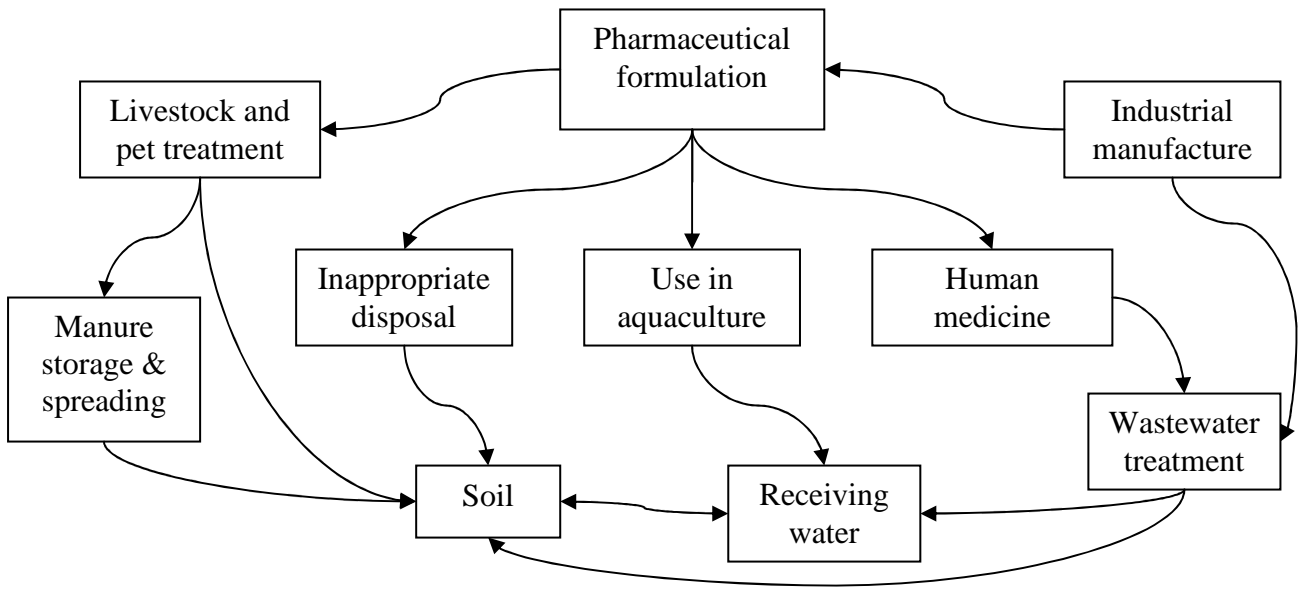 Pharmaceutical
formulation
Livestock and
pet treatment
Industrial
manufacture
Inappropriate
disposal
Use in
aquaculture
Human
medicine
Manure
storage &
spreading
Wastewater
treatment
Soil
Receiving
water